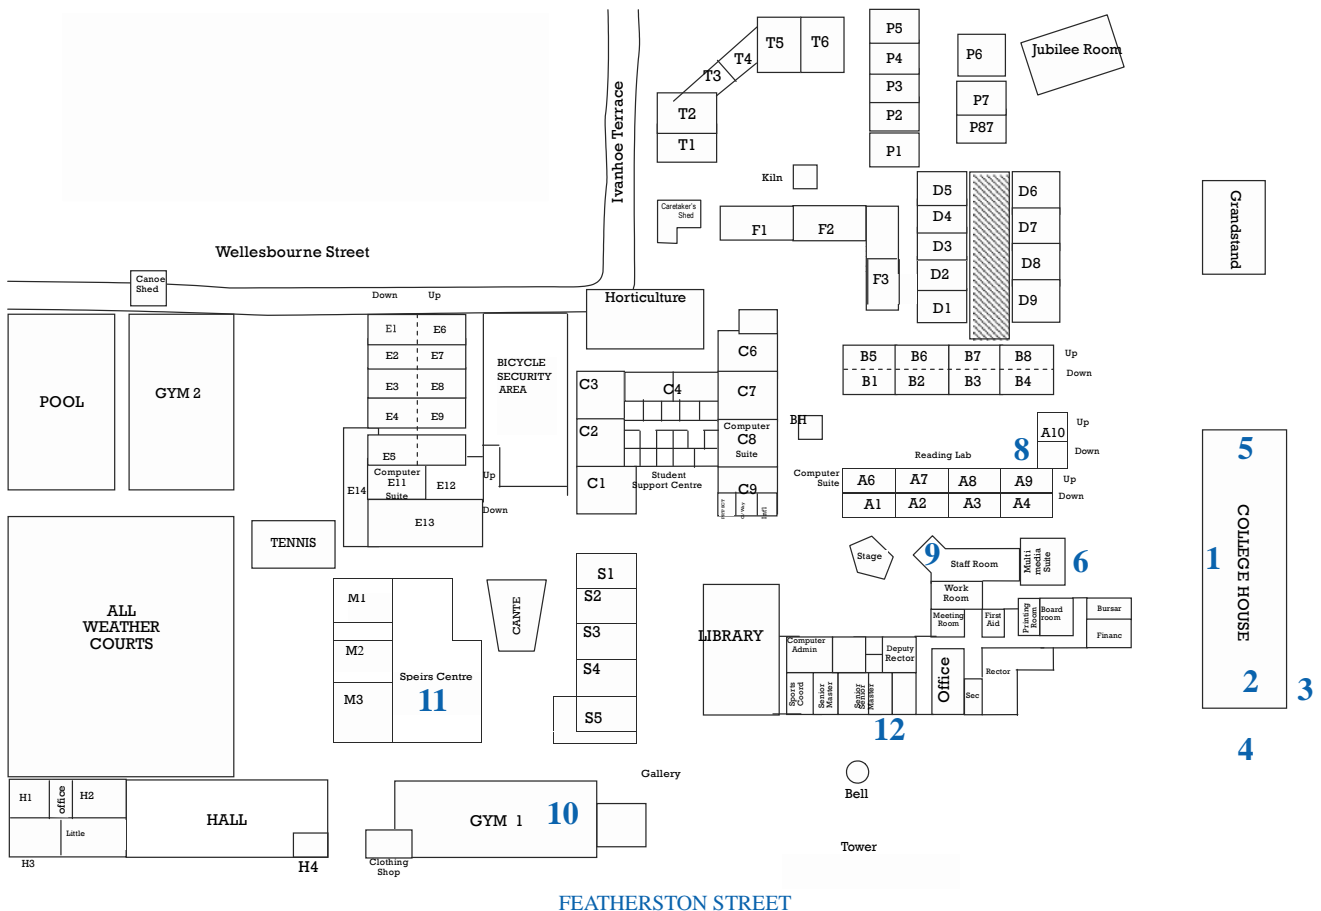 P5
T5
T6
P4
P6
Jubilee Room
T4
T3
P3
P7
T2
P2
P87
T1
P1
Ivanhoe Terrace
Kiln
D5
D6
Caretaker's
Shed
D4
D7
F1
F2
D3
D8
Grandstand
Wellesbourne Street
F3
D2
D9
D1
Canoe
Shed
Down
Up
Horticulture
E1
E6
E2
E7
C6
B5
B6
B7
B8
Up
BICYCLE
SECURITY
AREA
E3
E8
C3
C4
C7
B1
B2
B3
B4
Down
POOL
GYM 2
E4
E9
BH
C2
Computer
C8
Suite
A10
Up
8
Down
5
E5
Reading Lab
Computer
E11
Suite
E12
Up
E14
C1
Student
Support Centre
C9
Computer
Suite
A6
A7
A8
A9
Up
Down
A1
A2
A3
A4
Down
E13
Int'l
TENNIS
Stage
9
Staff Room
Multi
media
Suite
6
1
COLLEGE HOUSE
S1
M1
S2
Work
Room
ALL
WEATHER
COURTS
CANTE
Meeting
Room
First
Aid
Printing
Room
Board
room
Bursar
S3
LIBRARY
Financ
M2
Computer
Admin
Deputy
Rector
S4
Speirs Centre
Office
Rector
2
3
M3
11
Sports
Coord
Senior
Master
Senior
Senior
Master
Sec
S5
12
4
Gallery
Bell
H1
office
H2
HALL
GYM 1
10
Little
H3
H4
Clothing
Shop
Tower
FEATHERSTON STREET